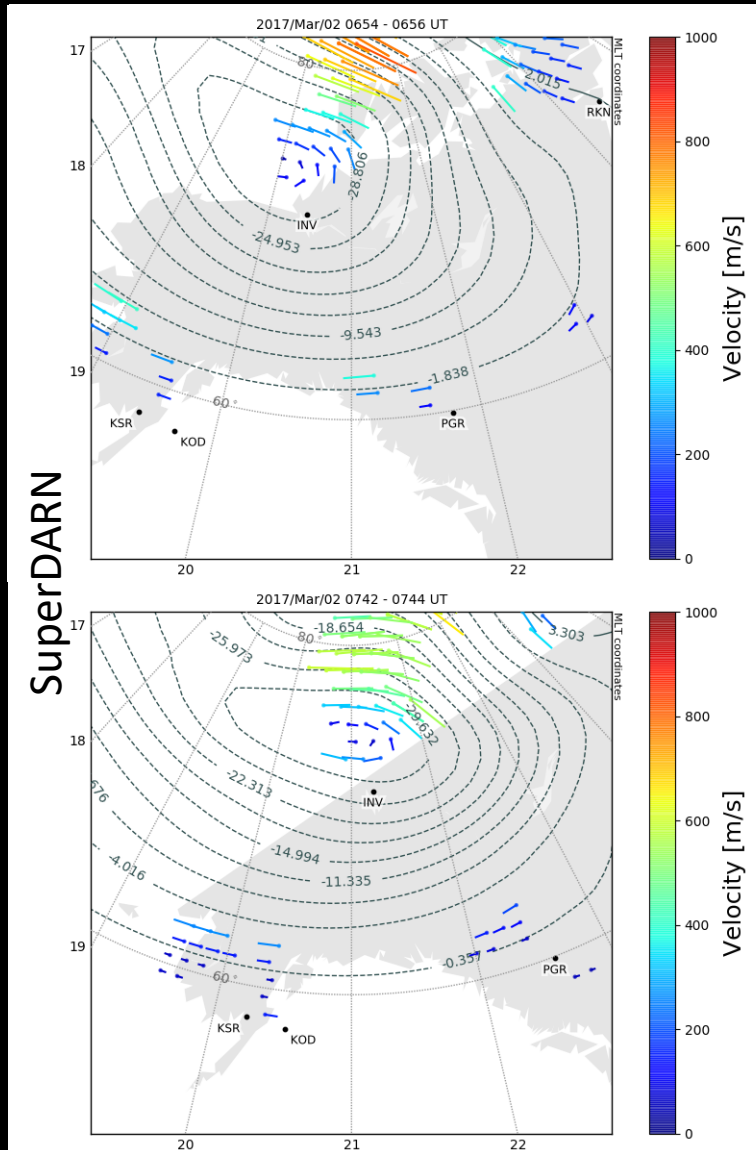 SuperDARN
2017/Mar/02 0654 - 0656 UT
MLT coordinates
17
18
19
20
21
22
80°
60°
2.015
-28.806
-24.953
-9.543
-1.838
RKN
INV
KSR
KOD
PGR
1000
800
600
400
200
0
Velocity [m/s]
2017/Mar/02 0742 - 0744 UT
MLT coordinates
17
18
19
20
21
22
80°
60°
-18.654
3.303
-25.973
-29.632
-22.313
-14.994
-11.335
-4.016
-0.357
INV
PGR
KSR
KOD
1000
800
600
400
200
0
Velocity [m/s]